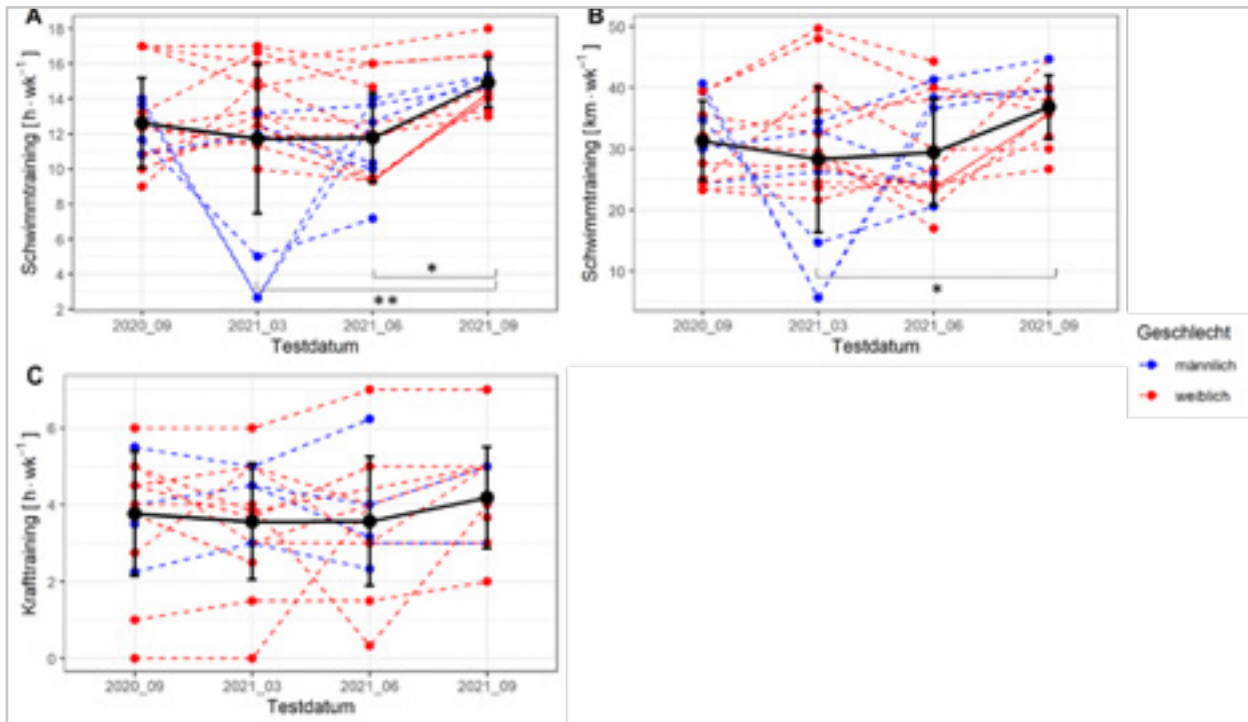 A
Schwimmtraining [ h · wk⁻¹ ]
18
16
14
12
10
8
6
4
2
*
**
2020_09 2021_03 2021_06 2021_09
Testdatum
B
Schwimmtraining [km · wk⁻¹ ]
50
40
30
20
10
*
2020_09 2021_03 2021_06 2021_09
Testdatum
Geschlecht
männlich
weiblich
C
Krafttraining [ h · wk⁻¹ ]
6
4
2
0
2020_09 2021_03 2021_06 2021_09
Testdatum